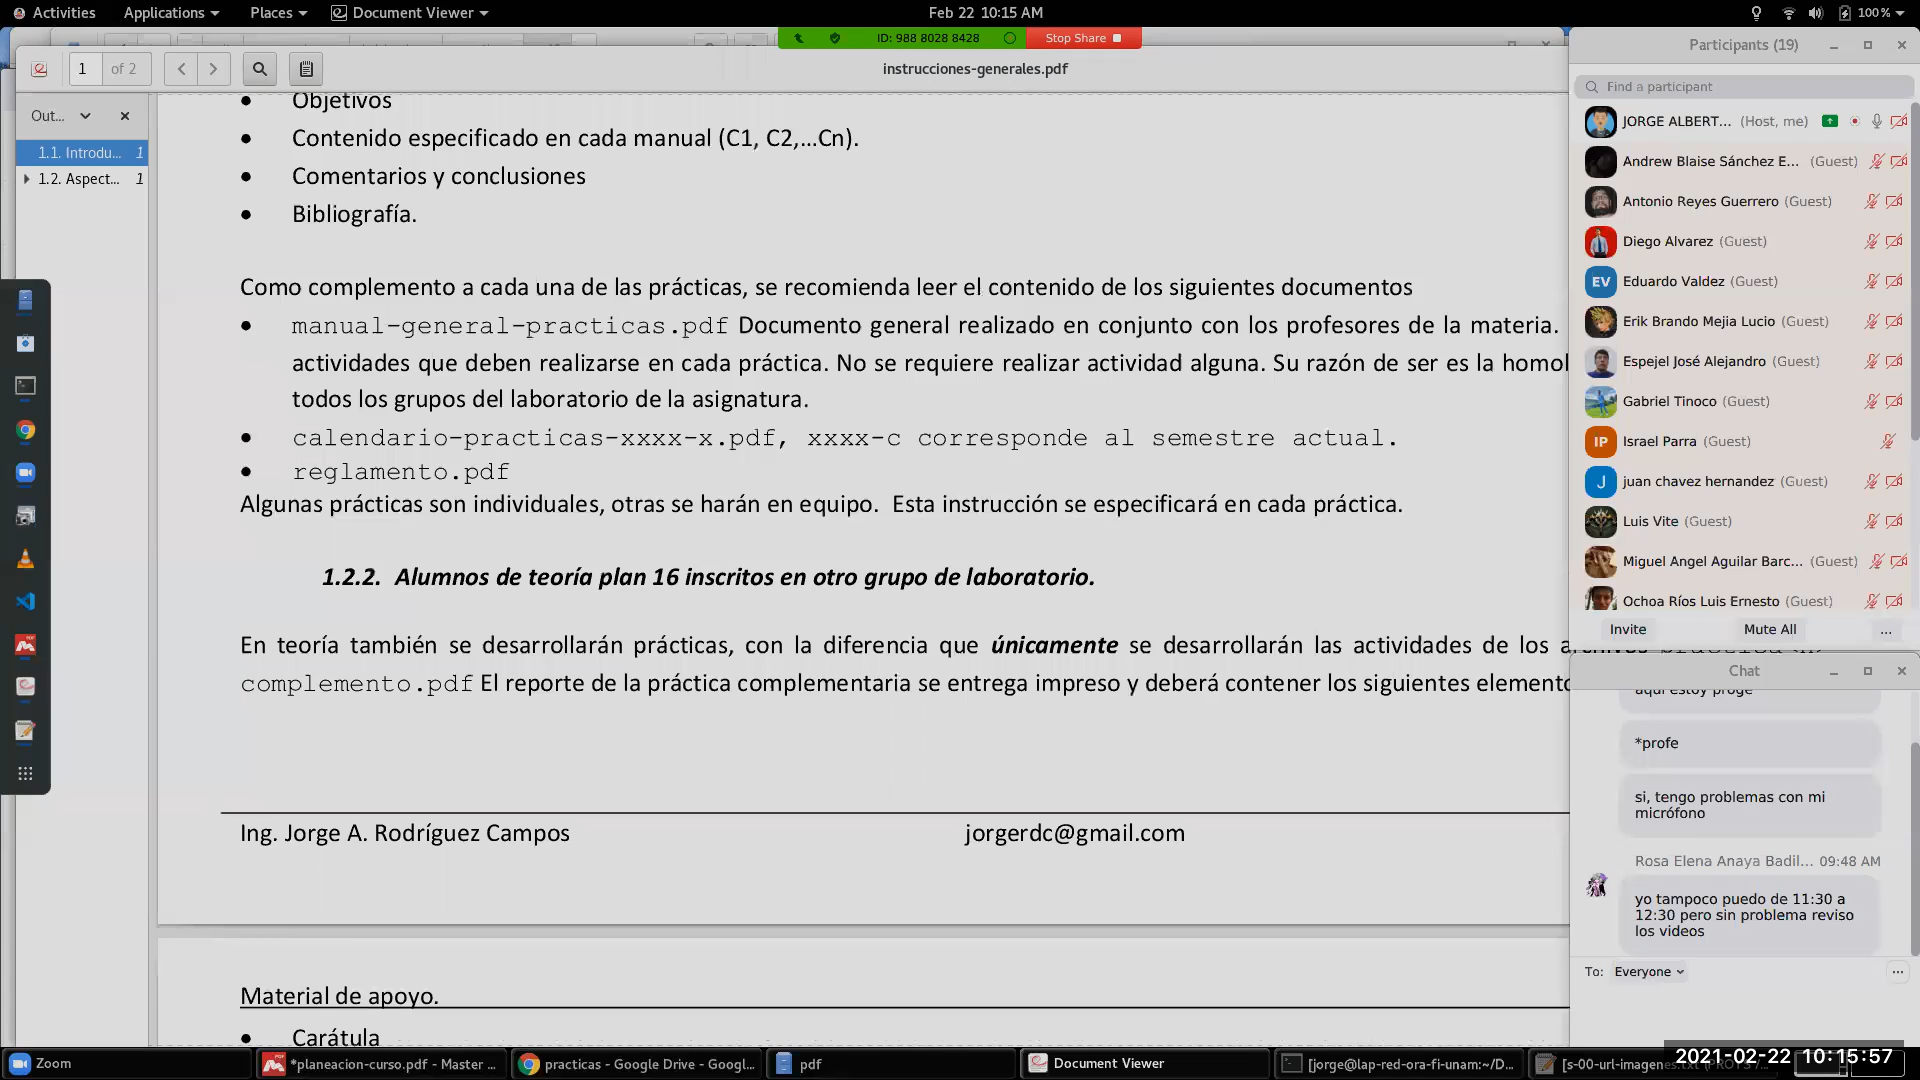 Activities Applications Places Document Viewer Feb 22 10:15 AM 100 %
ID: 988 8028 8428 Stop Share
1 of 2 instrucciones-generales.pdf
Out...
1.1. Introdu... 1
1.2. Aspect... 1
• Objetivos
• Contenido especificado en cada manual (C1, C2,...Cn).
• Comentarios y conclusiones
• Bibliografía.
Como complemento a cada una de las prácticas, se recomienda leer el contenido de los siguientes documentos
• manual-general-practicas.pdf Documento general realizado en conjunto con los profesores de la materia.
actividades que deben realizarse en cada práctica. No se requiere realizar actividad alguna. Su razón de ser es la homol
todos los grupos del laboratorio de la asignatura.
• calendario-practicas-xxxx-x.pdf, xxxx-c corresponde al semestre actual.
• reglamento.pdf
Algunas prácticas son individuales, otras se harán en equipo. Esta instrucción se especificará en cada práctica.
1.2.2. Alumnos de teoría plan 16 inscritos en otro grupo de laboratorio.
En teoría también se desarrollarán prácticas, con la diferencia que únicamente se desarrollarán las actividades de los
complemento.pdf El reporte de la práctica complementaria se entrega impreso y deberá contener los siguientes elemento
Ing. Jorge A. Rodríguez Campos jorgerdc@gmail.com
Material de apoyo.
• Carátula
Participants (19)
Find a participant
JORGE ALBERT... (Host, me)
Andrew Blaise Sánchez E... (Guest)
Antonio Reyes Guerrero (Guest)
Diego Alvarez (Guest)
EV Eduardo Valdez (Guest)
Erik Brando Mejia Lucio (Guest)
Espejel José Alejandro (Guest)
Gabriel Tinoco (Guest)
IP Israel Parra (Guest)
J juan chavez hernandez (Guest)
Luis Vite (Guest)
Miguel Angel Aguilar Barc... (Guest)
Ochoa Ríos Luis Ernesto (Guest)
Invite Mute All ...
Chat
aqui estoy proge
*profe
si, tengo problemas con mi
micrófono
Rosa Elena Anaya Badil... 09:48 AM
yo tampoco puedo de 11:30 a
12:30 pero sin problema reviso
los videos
To: Everyone
Zoom *planeacion-curso.pdf - Master ... practicas - Google Drive - Googl... pdf Document Viewer [jorge@lap-red-ora-fi-unam:~/D... [s-00-url-imagenes.txt
2021-02-22 10:15:57